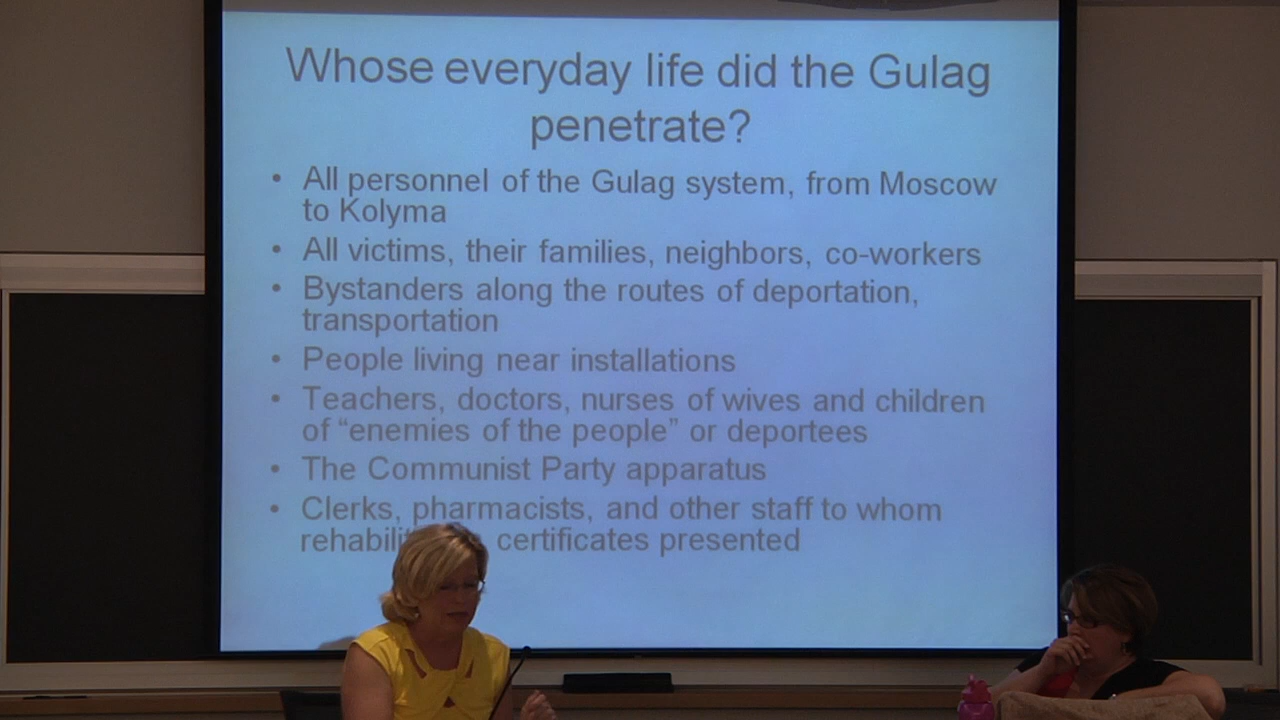 Whose everyday life did the Gulag
penetrate?
• All personnel of the Gulag system, from Moscow
to Kolyma
• All victims, their families, neighbors, co-workers
• Bystanders along the routes of deportation,
transportation
• People living near installations
• Teachers, doctors, nurses of wives and children
of “enemies of the people” or deportees
• The Communist Party apparatus
• Clerks, pharmacists, and other staff to whom
certificates presented